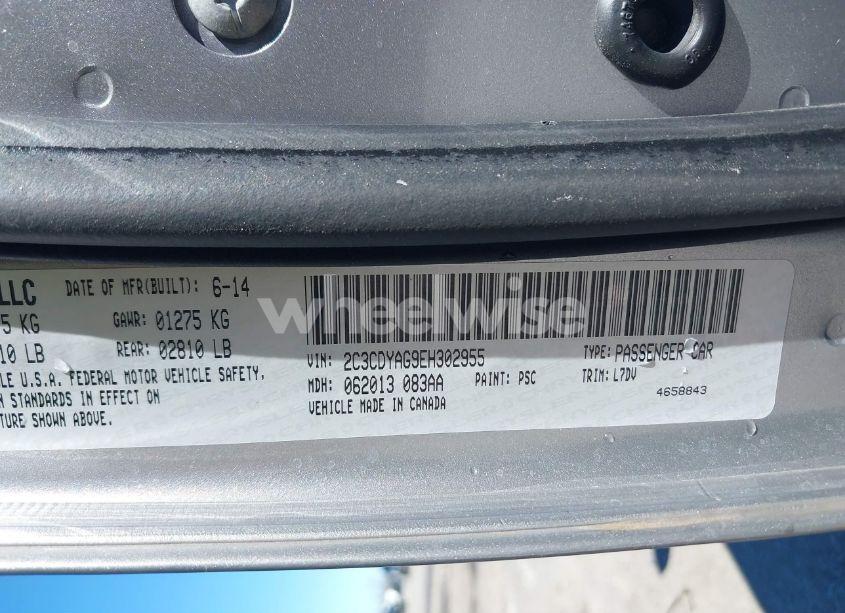 LLC DATE OF MFR(BUILT): 6-14
5 KG GAWR: 01275 KG
10 LB REAR: 02810 LB
LE U.S.A. FEDERAL MOTOR VEHICLE SAFETY,
N STANDARDS IN EFFECT ON
TURE SHOWN ABOVE.
wheelwise
VIN: 2C3CDYAG9EH302955 TYPE: PASSENGER CAR
MDH: 062013 083AA PAINT: PSC TRIM: L7DV
VEHICLE MADE IN CANADA 4658843